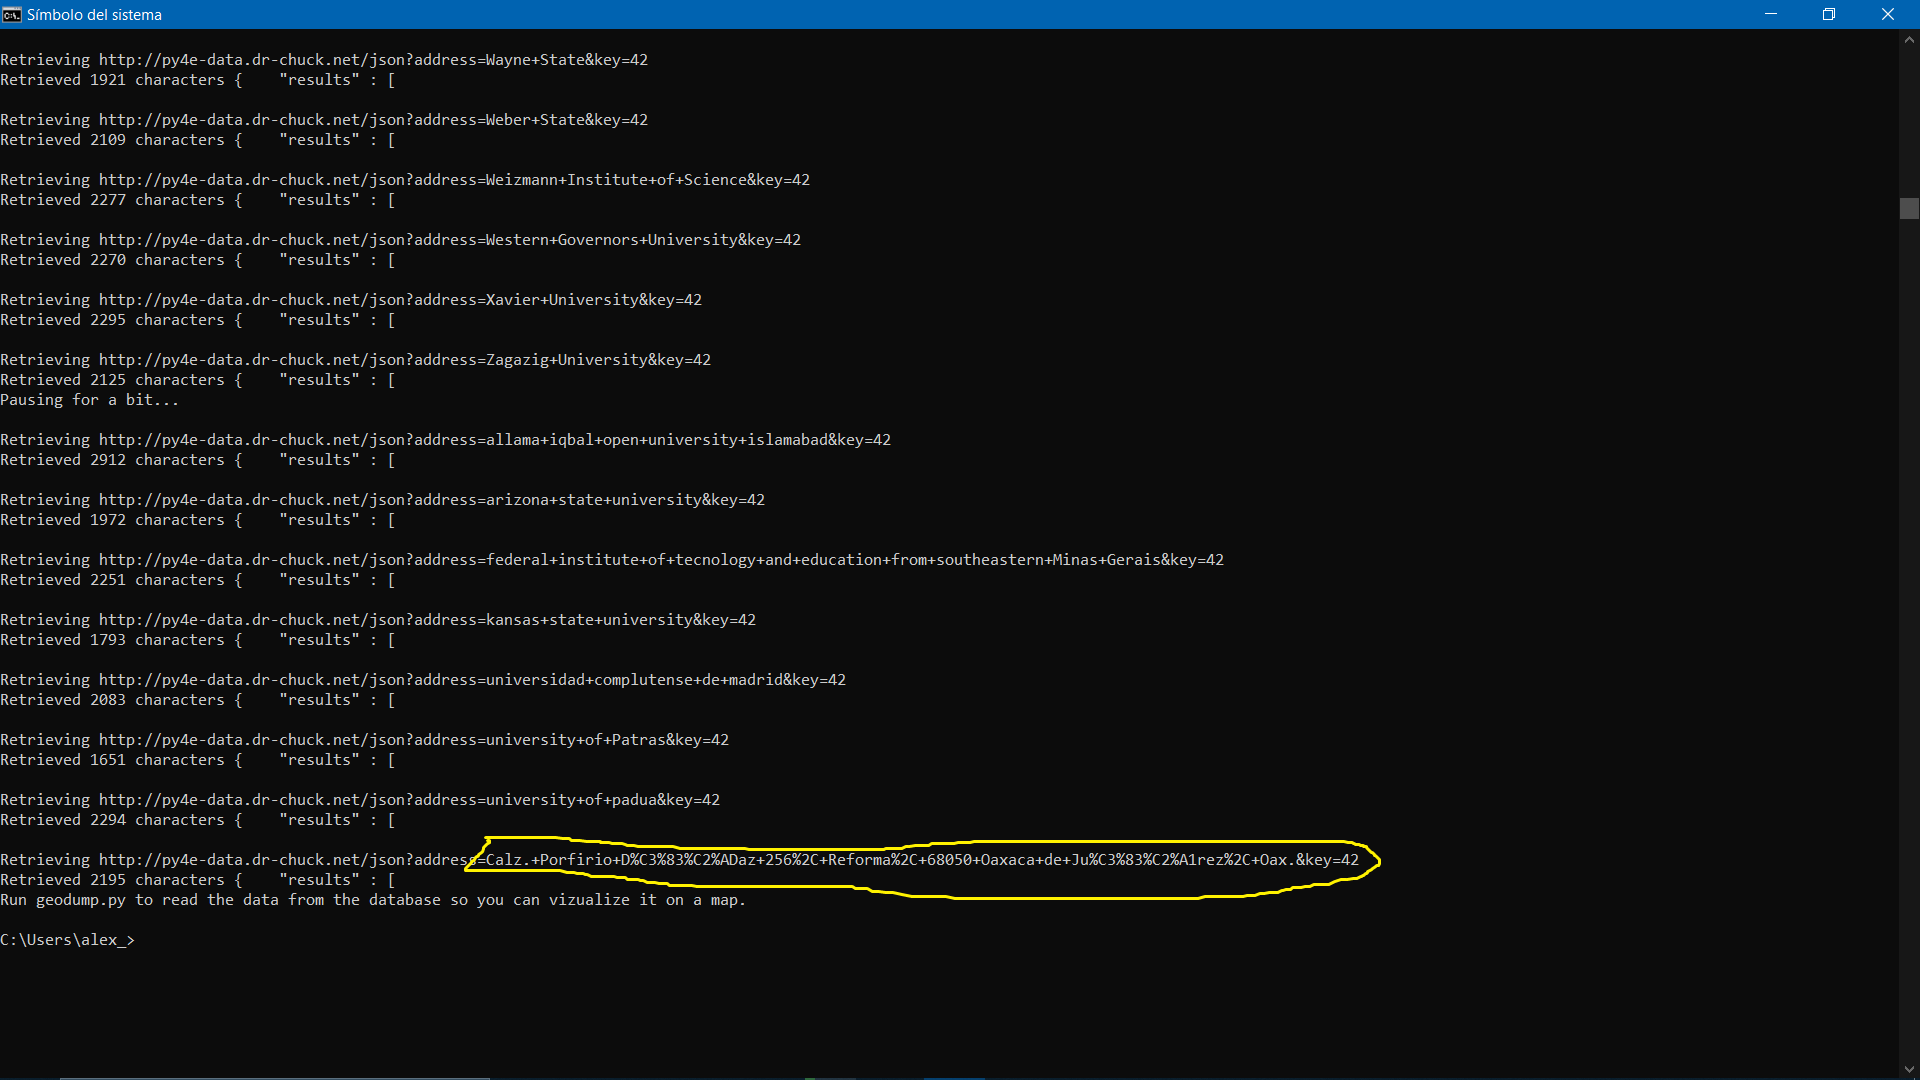 Símbolo del sistema
Retrieving http://py4e-data.dr-chuck.net/json?address=Wayne+State&key=42
Retrieved 1921 characters {    "results" : [
Retrieving http://py4e-data.dr-chuck.net/json?address=Weber+State&key=42
Retrieved 2109 characters {    "results" : [
Retrieving http://py4e-data.dr-chuck.net/json?address=Weizmann+Institute+of+Science&key=42
Retrieved 2277 characters {    "results" : [
Retrieving http://py4e-data.dr-chuck.net/json?address=Western+Governors+University&key=42
Retrieved 2270 characters {    "results" : [
Retrieving http://py4e-data.dr-chuck.net/json?address=Xavier+University&key=42
Retrieved 2295 characters {    "results" : [
Retrieving http://py4e-data.dr-chuck.net/json?address=Zagazig+University&key=42
Retrieved 2125 characters {    "results" : [
Pausing for a bit...
Retrieving http://py4e-data.dr-chuck.net/json?address=allama+iqbal+open+university+islamabad&key=42
Retrieved 2912 characters {    "results" : [
Retrieving http://py4e-data.dr-chuck.net/json?address=arizona+state+university&key=42
Retrieved 1972 characters {    "results" : [
Retrieving http://py4e-data.dr-chuck.net/json?address=federal+institute+of+tecnology+and+education+from+southeastern+Minas+Gerais&key=42
Retrieved 2251 characters {    "results" : [
Retrieving http://py4e-data.dr-chuck.net/json?address=kansas+state+university&key=42
Retrieved 1793 characters {    "results" : [
Retrieving http://py4e-data.dr-chuck.net/json?address=universidad+complutense+de+madrid&key=42
Retrieved 2083 characters {    "results" : [
Retrieving http://py4e-data.dr-chuck.net/json?address=university+of+Patras&key=42
Retrieved 1651 characters {    "results" : [
Retrieving http://py4e-data.dr-chuck.net/json?address=university+of+padua&key=42
Retrieved 2294 characters {    "results" : [
Retrieving http://py4e-data.dr-chuck.net/json?address=Calz.+Porfirio+D%C3%83%C2%ADaz+256%2C+Reforma%2C+68050+Oaxaca+de+Ju%C3%83%C2%A1rez%2C+Oax.&key=42
Retrieved 2195 characters {    "results" : [
Run geodump.py to read the data from the database so you can vizualize it on a map.
C:\Users\alex_>